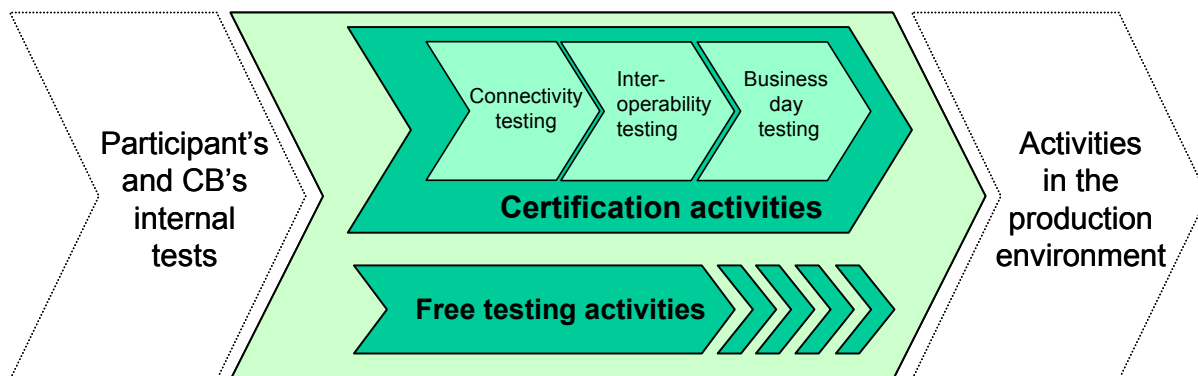 Participant's
and CB's
internal
tests
Connectivity
testing
Inter-
operability
testing
Business
day
testing
Certification activities
Free testing activities
Activities
in the
production
environment